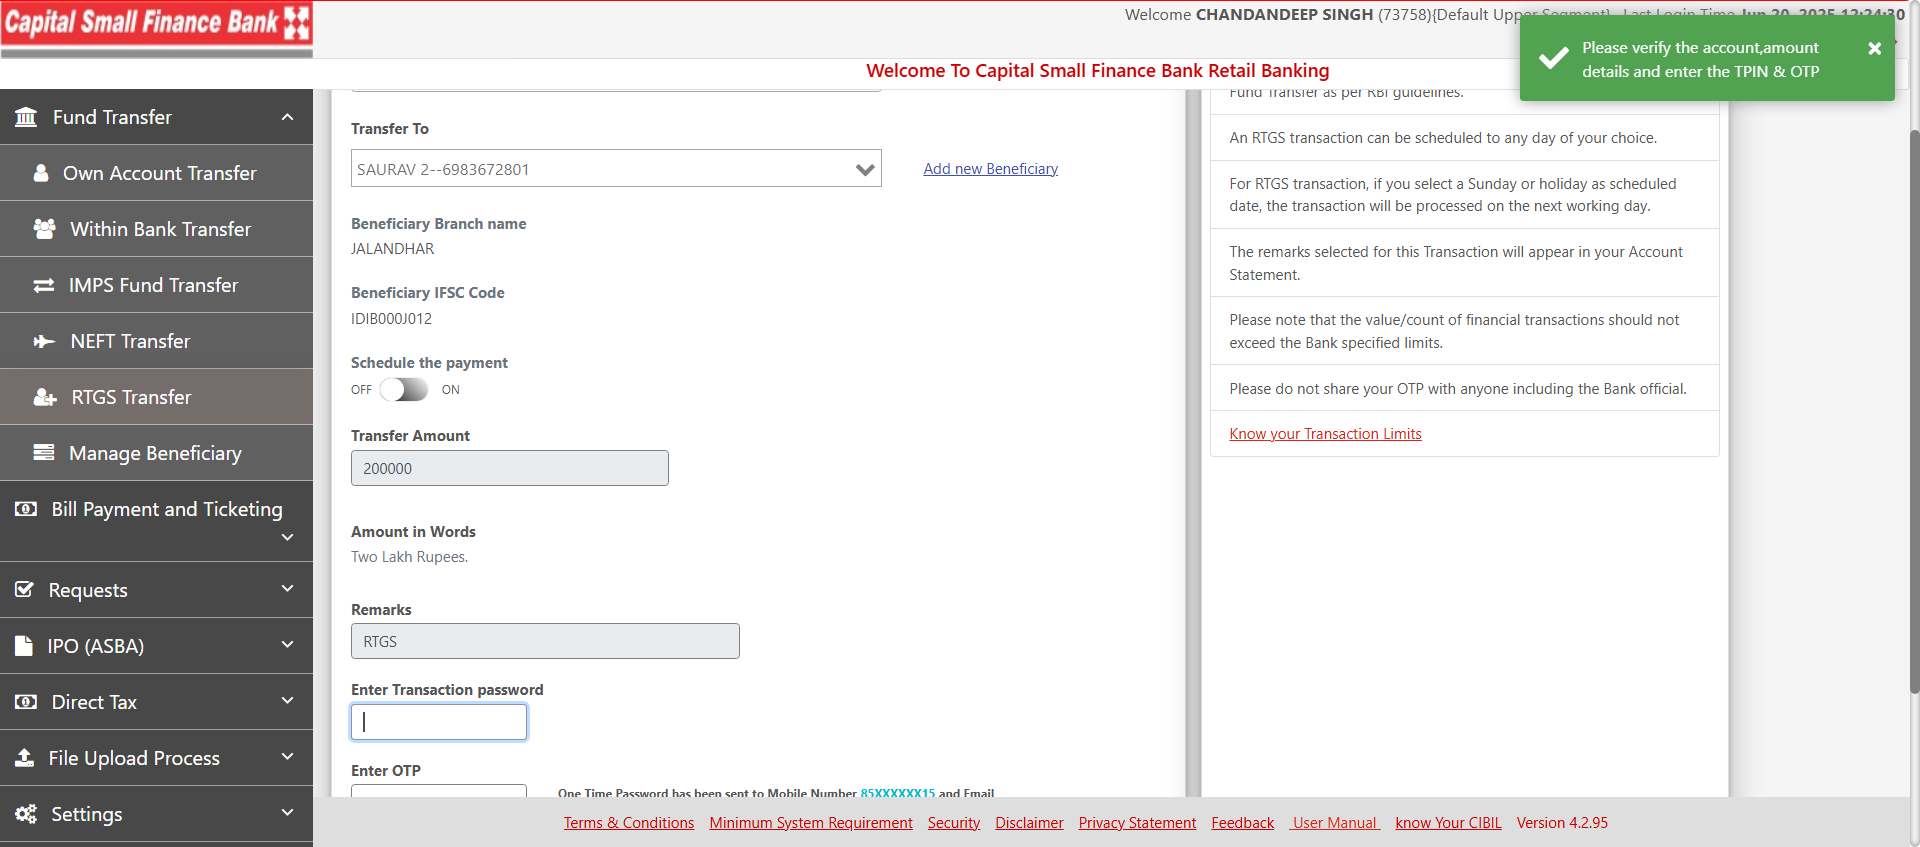 Capital Small Finance Bank
Welcome CHANDANDEEP SINGH (73758){Default Upper Segment} Last Login Time Jun 20, 2025 12:24:30
Please verify the account,amount
details and enter the TPIN & OTP
Welcome To Capital Small Finance Bank Retail Banking
Fund Transfer
Own Account Transfer
Within Bank Transfer
IMPS Fund Transfer
NEFT Transfer
RTGS Transfer
Manage Beneficiary
Bill Payment and Ticketing
Requests
IPO (ASBA)
Direct Tax
File Upload Process
Settings
Transfer To
SAURAV 2--6983672801
Add new Beneficiary
Beneficiary Branch name
JALANDHAR
Beneficiary IFSC Code
IDIB000J012
Schedule the payment
OFF ON
Transfer Amount
200000
Amount in Words
Two Lakh Rupees.
Remarks
RTGS
Enter Transaction password
Enter OTP
One Time Password has been sent to Mobile Number 85XXXXXX15 and Email
Fund Transfer as per RBI guidelines.
An RTGS transaction can be scheduled to any day of your choice.
For RTGS transaction, if you select a Sunday or holiday as scheduled
date, the transaction will be processed on the next working day.
The remarks selected for this Transaction will appear in your Account
Statement.
Please note that the value/count of financial transactions should not
exceed the Bank specified limits.
Please do not share your OTP with anyone including the Bank official.
Know your Transaction Limits
Terms & Conditions Minimum System Requirement Security Disclaimer Privacy Statement Feedback User Manual know Your CIBIL Version 4.2.95